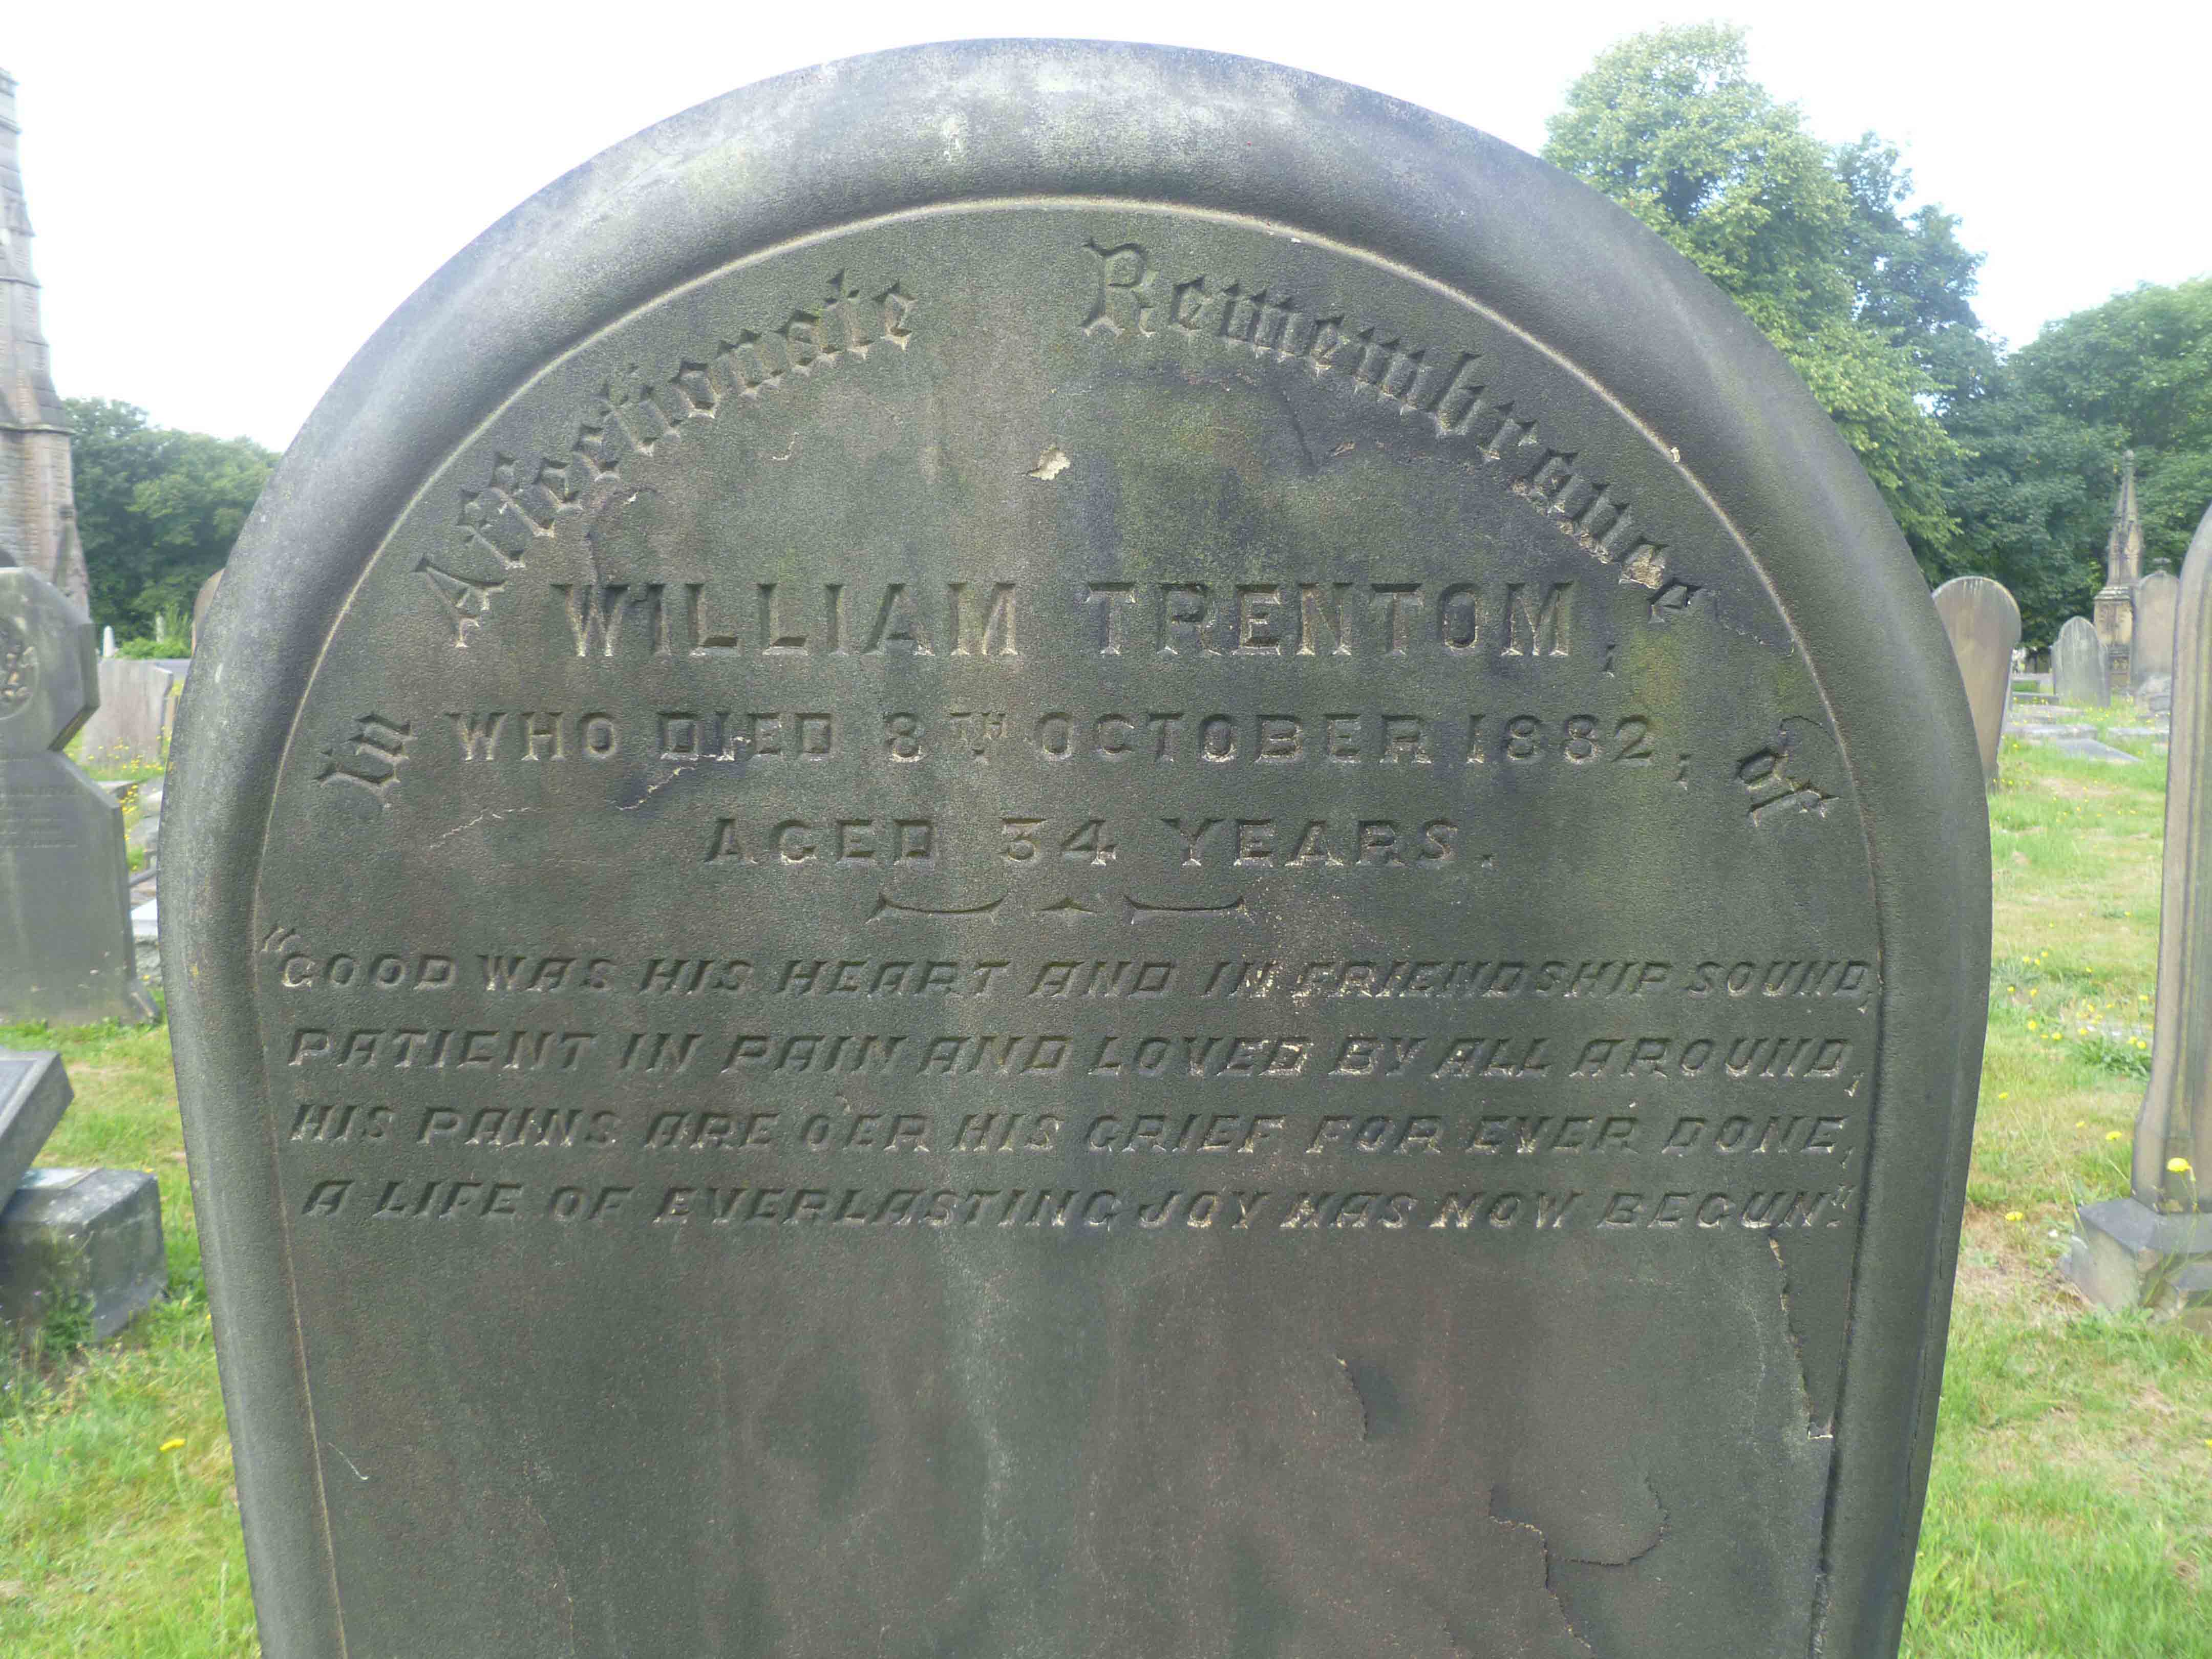 In Affectionate Remembrance of
WILLIAM TRENTOM,
WHO DIED 8TH OCTOBER 1882,
AGED 34 YEARS.
"GOOD WAS HIS HEART AND IN FRIENDSHIP SOUND,
PATIENT IN PAIN AND LOVED BY ALL AROUND,
HIS PAINS ARE OER HIS GRIEF FOR EVER DONE,
A LIFE OF EVERLASTING JOY HAS NOW BEGUN."